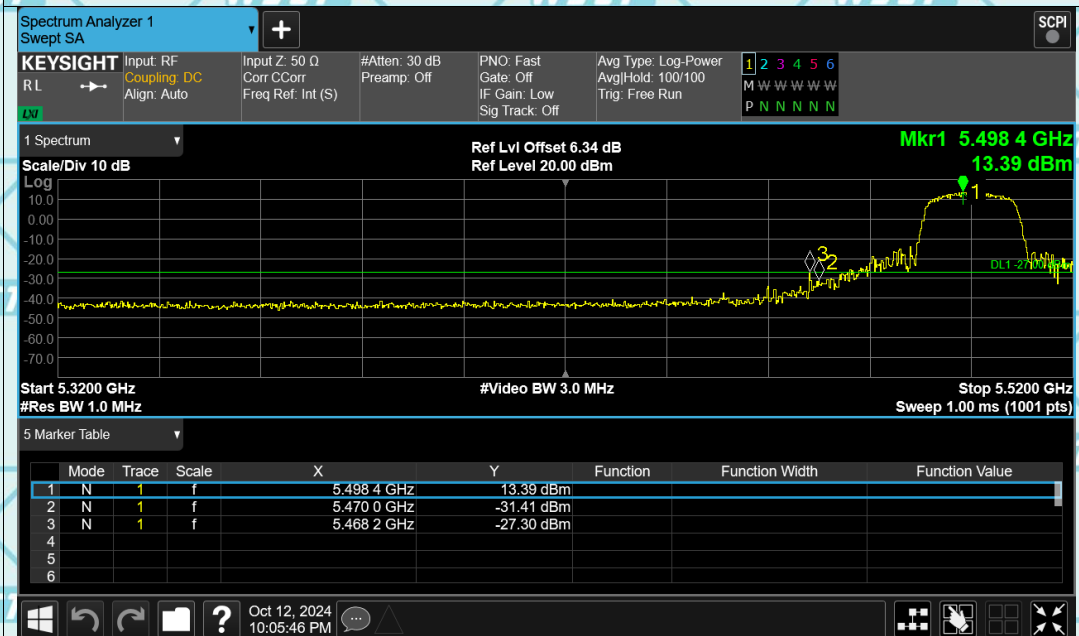 Spectrum Analyzer 1
Swept SA
+
SCPI
KEYSIGHT Input: RF Input Z: 50 Ω #Atten: 30 dB PNO: Fast Avg Type: Log-Power 1 2 3 4 5 6
RL Coupling: DC Corr CCorr Preamp: Off Gate: Off Avg|Hold: 100/100 M W W W W W
Align: Auto Freq Ref: Int (S) IF Gain: Low Trig: Free Run P N N N N N
LXI Sig Track: Off
1 Spectrum Ref Lvl Offset 6.34 dB Mkr1 5.498 4 GHz
Scale/Div 10 dB Ref Level 20.00 dBm 13.39 dBm
Log
10.0
0.00
-10.0
-20.0
-30.0
-40.0
-50.0
-60.0
-70.0
1
3
2
Start 5.3200 GHz #Video BW 3.0 MHz Stop 5.5200 GHz
#Res BW 1.0 MHz Sweep 1.00 ms (1001 pts)
5 Marker Table
Mode Trace Scale X Y Function Function Width Function Value
1 N 1 f 5.498 4 GHz 13.39 dBm
2 N 1 f 5.470 0 GHz -31.41 dBm
3 N 1 f 5.468 2 GHz -27.30 dBm
4
5
6
? Oct 12, 2024
10:05:46 PM